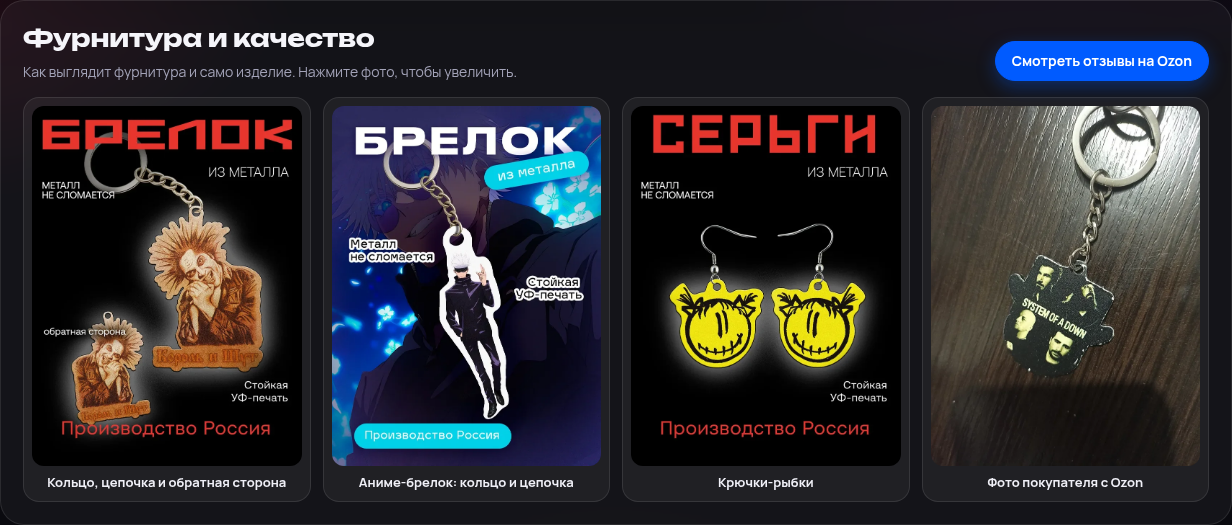 Фурнитура и качество
Как выглядит фурнитура и само изделие. Нажмите фото, чтобы увеличить.
Смотреть отзывы на Ozon
БРЕЛОК
ИЗ МЕТАЛЛА
МЕТАЛЛ
НЕ СЛОМАЕТСЯ
обратная сторона
Король и Шут
Король и Шут
Стойкая
УФ-печать
Производство Россия
Кольцо, цепочка и обратная сторона
БРЕЛОК
из металла
Металл
не сломается
Стойкая
УФ-печать
Производство Россия
Аниме-брелок: кольцо и цепочка
СЕРЬГИ
ИЗ МЕТАЛЛА
МЕТАЛЛ
НЕ СЛОМАЕТСЯ
Стойкая
УФ-печать
Производство Россия
Крючки-рыбки
SYSTEM OF A DOWN
Фото покупателя с Ozon